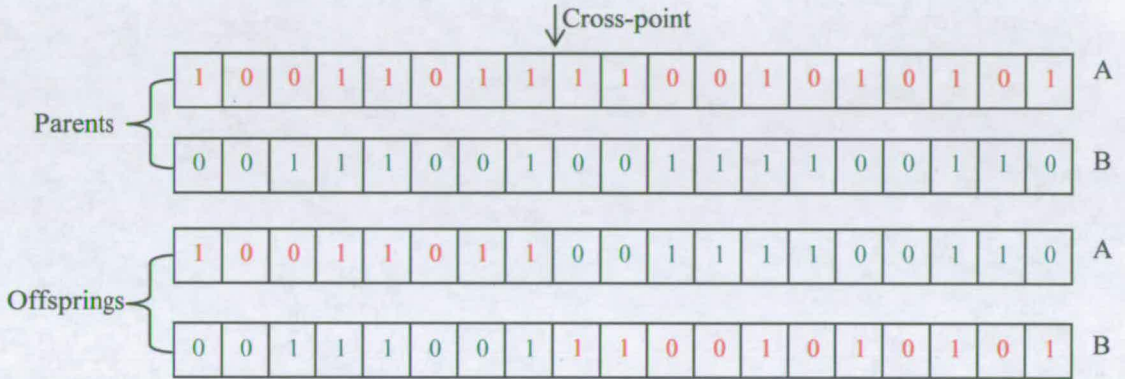 Cross-point
1 0 0 1 1 0 1 1 1 1 0 0 1 0 1 0 1 0 1 A
Parents
0 0 1 1 1 0 0 1 0 0 1 1 1 1 0 0 1 1 0 B
1 0 0 1 1 0 1 1 0 0 1 1 1 1 0 0 1 1 0 A
Offsprings
0 0 1 1 1 0 0 1 1 1 0 0 1 0 1 0 1 0 1 B